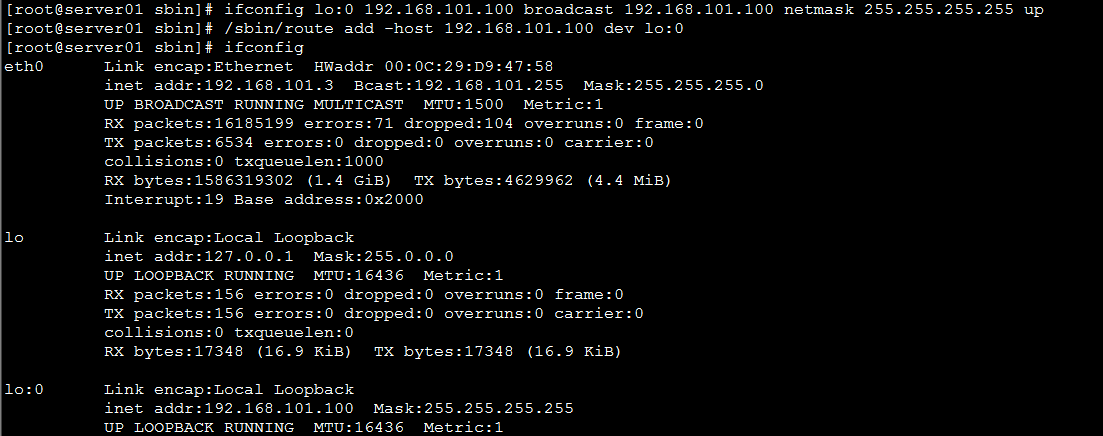 [root@server01 sbin]# ifconfig lo:0 192.168.101.100 broadcast 192.168.101.100 netmask 255.255.255.255 up
[root@server01 sbin]# /sbin/route add -host 192.168.101.100 dev lo:0
[root@server01 sbin]# ifconfig
eth0      Link encap:Ethernet  HWaddr 00:0C:29:D9:47:58
          inet addr:192.168.101.3  Bcast:192.168.101.255  Mask:255.255.255.0
          UP BROADCAST RUNNING MULTICAST  MTU:1500  Metric:1
          RX packets:16185199 errors:71 dropped:104 overruns:0 frame:0
          TX packets:6534 errors:0 dropped:0 overruns:0 carrier:0
          collisions:0 txqueuelen:1000
          RX bytes:1586319302 (1.4 GiB)  TX bytes:4629962 (4.4 MiB)
          Interrupt:19 Base address:0x2000

lo        Link encap:Local Loopback
          inet addr:127.0.0.1  Mask:255.0.0.0
          UP LOOPBACK RUNNING  MTU:16436  Metric:1
          RX packets:156 errors:0 dropped:0 overruns:0 frame:0
          TX packets:156 errors:0 dropped:0 overruns:0 carrier:0
          collisions:0 txqueuelen:0
          RX bytes:17348 (16.9 KiB)  TX bytes:17348 (16.9 KiB)

lo:0      Link encap:Local Loopback
          inet addr:192.168.101.100  Mask:255.255.255.255
          UP LOOPBACK RUNNING  MTU:16436  Metric:1